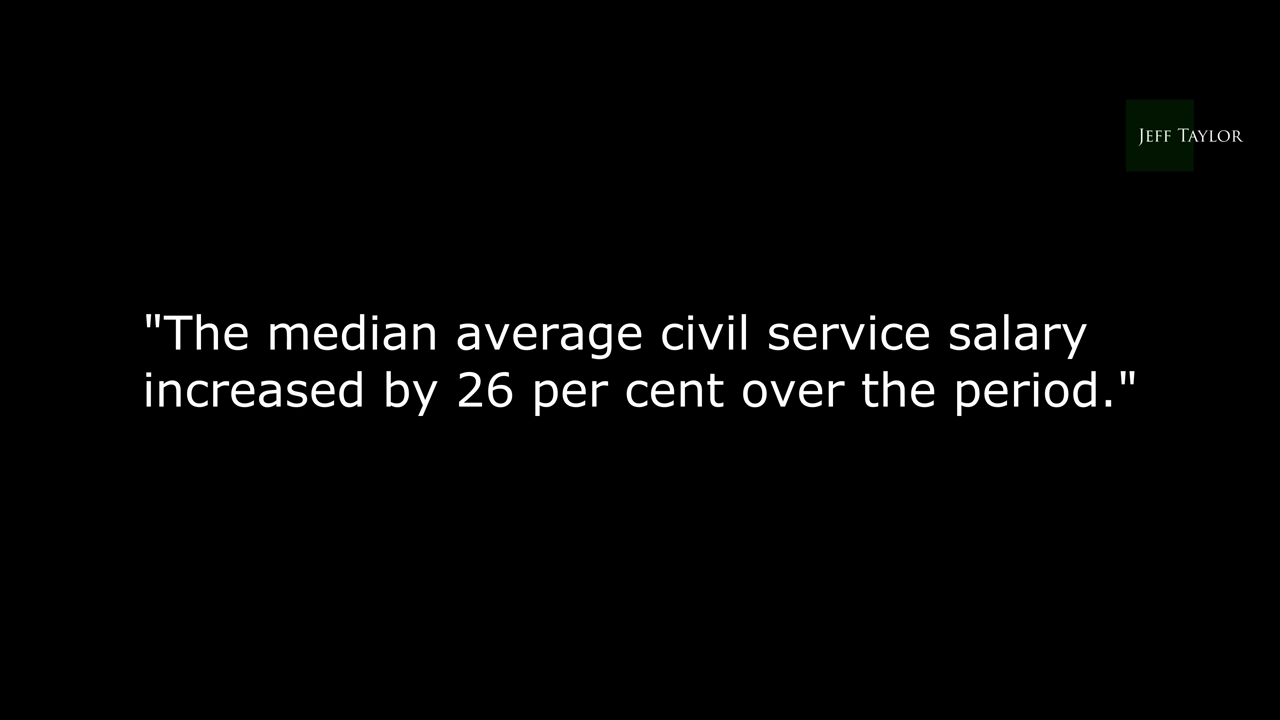 JEFF TAYLOR
"The median average civil service salary
increased by 26 per cent over the period."